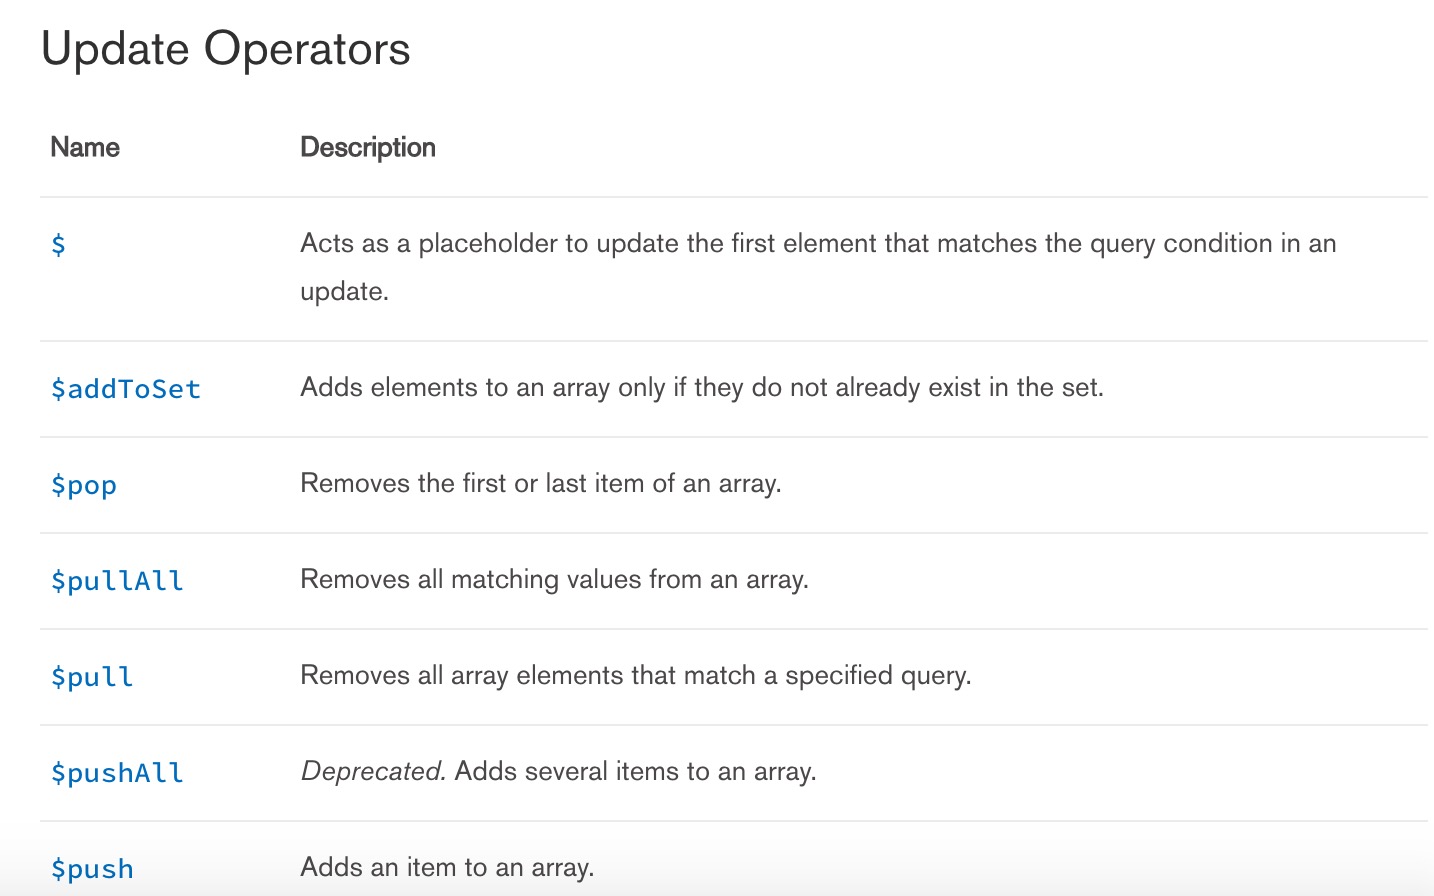 Update Operators
Name Description
$ Acts as a placeholder to update the first element that matches the query condition in an
update.
$addToSet Adds elements to an array only if they do not already exist in the set.
$pop Removes the first or last item of an array.
$pullAll Removes all matching values from an array.
$pull Removes all array elements that match a specified query.
$pushAll Deprecated. Adds several items to an array.
$push Adds an item to an array.